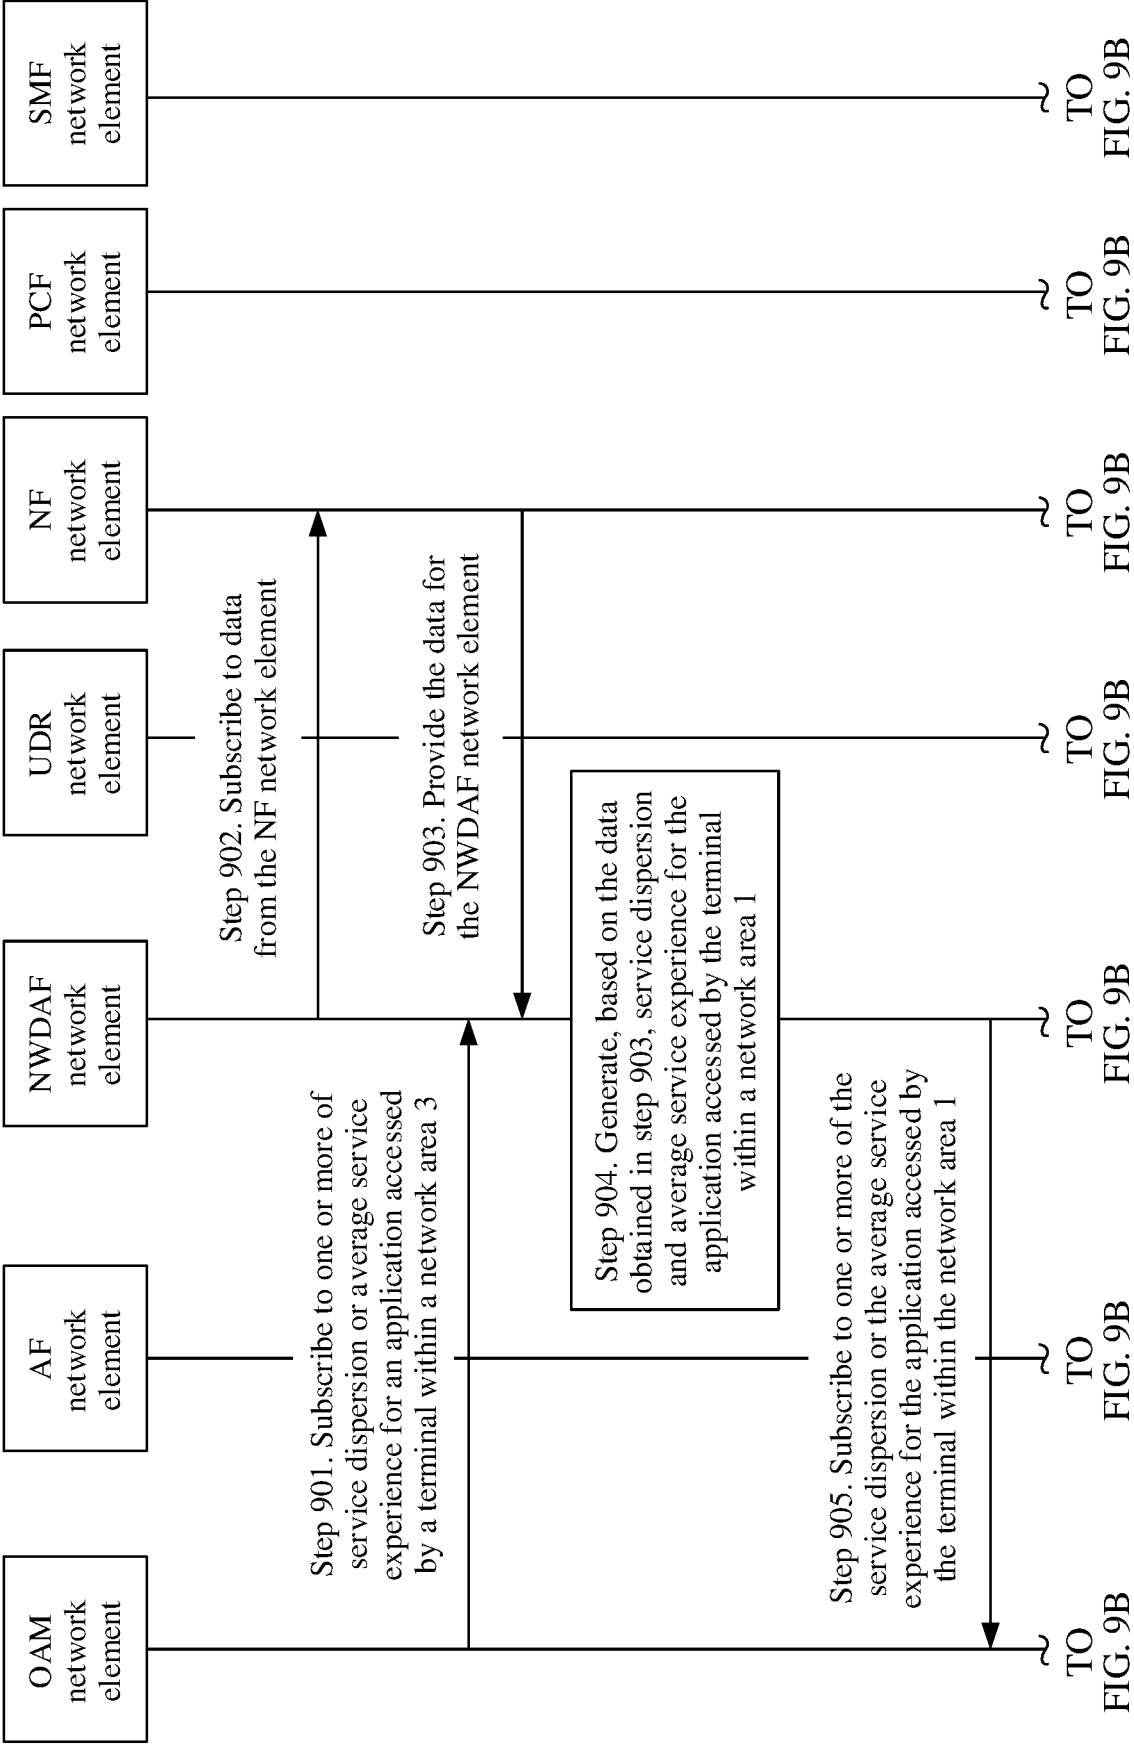 OAM
network
element
AF
network
element
NWDAF
network
element
UDR
network
element
NF
network
element
PCF
network
element
SMF
network
element
Step 901. Subscribe to one or more of
service dispersion or average service
experience for an application accessed
by a terminal within a network area 3
Step 902. Subscribe to data
from the NF network element
Step 903. Provide the data for
the NWDAF network element
Step 904. Generate, based on the data
obtained in step 903, service dispersion
and average service experience for the
application accessed by the terminal
within a network area 1
Step 905. Subscribe to one or more of the
service dispersion or the average service
experience for the application accessed by
the terminal within the network area 1
TO
FIG. 9B
TO
FIG. 9B
TO
FIG. 9B
TO
FIG. 9B
TO
FIG. 9B
TO
FIG. 9B
TO
FIG. 9B